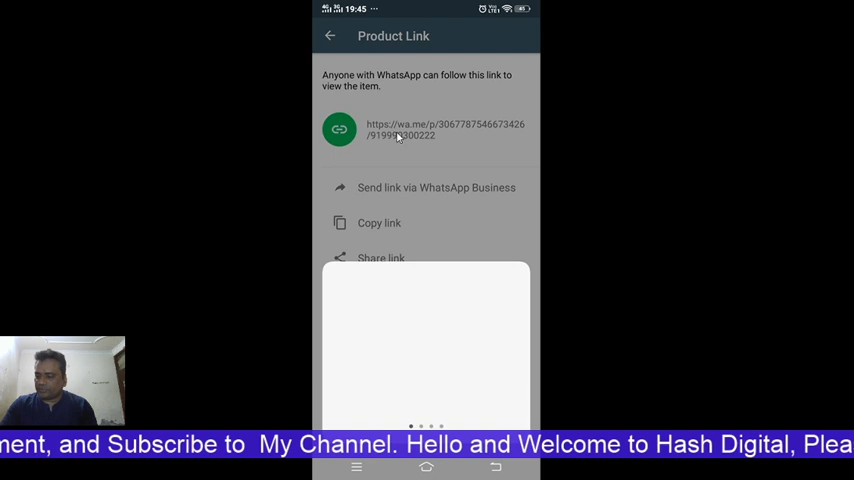 19:45
Product Link
Anyone with WhatsApp can follow this link to
view the item.
https://wa.me/p/3067787546673426
Send link via WhatsApp Business
Copy link
Share link
ment, and Subscribe to My Channel. Hello and Welcome to Hash Digital, Plea